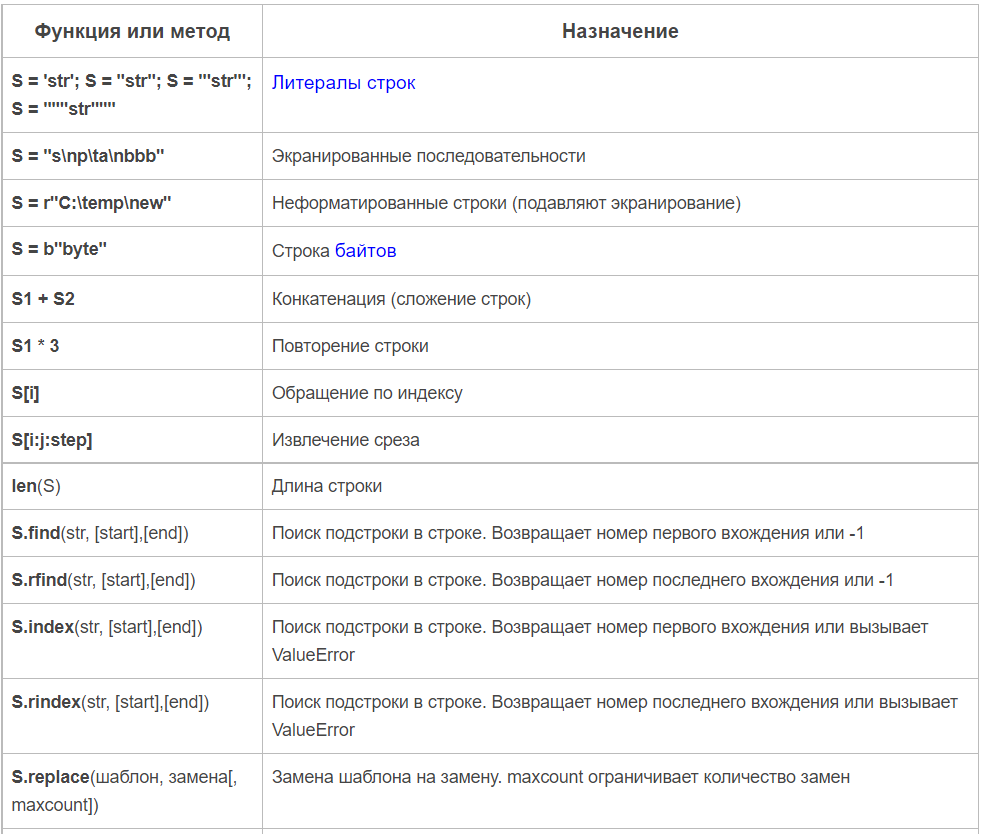 Функция или метод
Назначение
S = 'str'; S = "str"; S = '''str''';
S = """str"""
Литералы строк
S = "s\np\ta\nbbb"
Экранированные последовательности
S = r"C:\temp\new"
Неформатированные строки (подавляют экранирование)
S = b"byte"
Строка байтов
S1 + S2
Конкатенация (сложение строк)
S1 * 3
Повторение строки
S[i]
Обращение по индексу
S[i:j:step]
Извлечение среза
len(S)
Длина строки
S.find(str, [start],[end])
Поиск подстроки в строке. Возвращает номер первого вхождения или -1
S.rfind(str, [start],[end])
Поиск подстроки в строке. Возвращает номер последнего вхождения или -1
S.index(str, [start],[end])
Поиск подстроки в строке. Возвращает номер первого вхождения или вызывает
ValueError
S.rindex(str, [start],[end])
Поиск подстроки в строке. Возвращает номер последнего вхождения или вызывает
ValueError
S.replace(шаблон, замена[,
maxcount])
Замена шаблона на замену. maxcount ограничивает количество замен